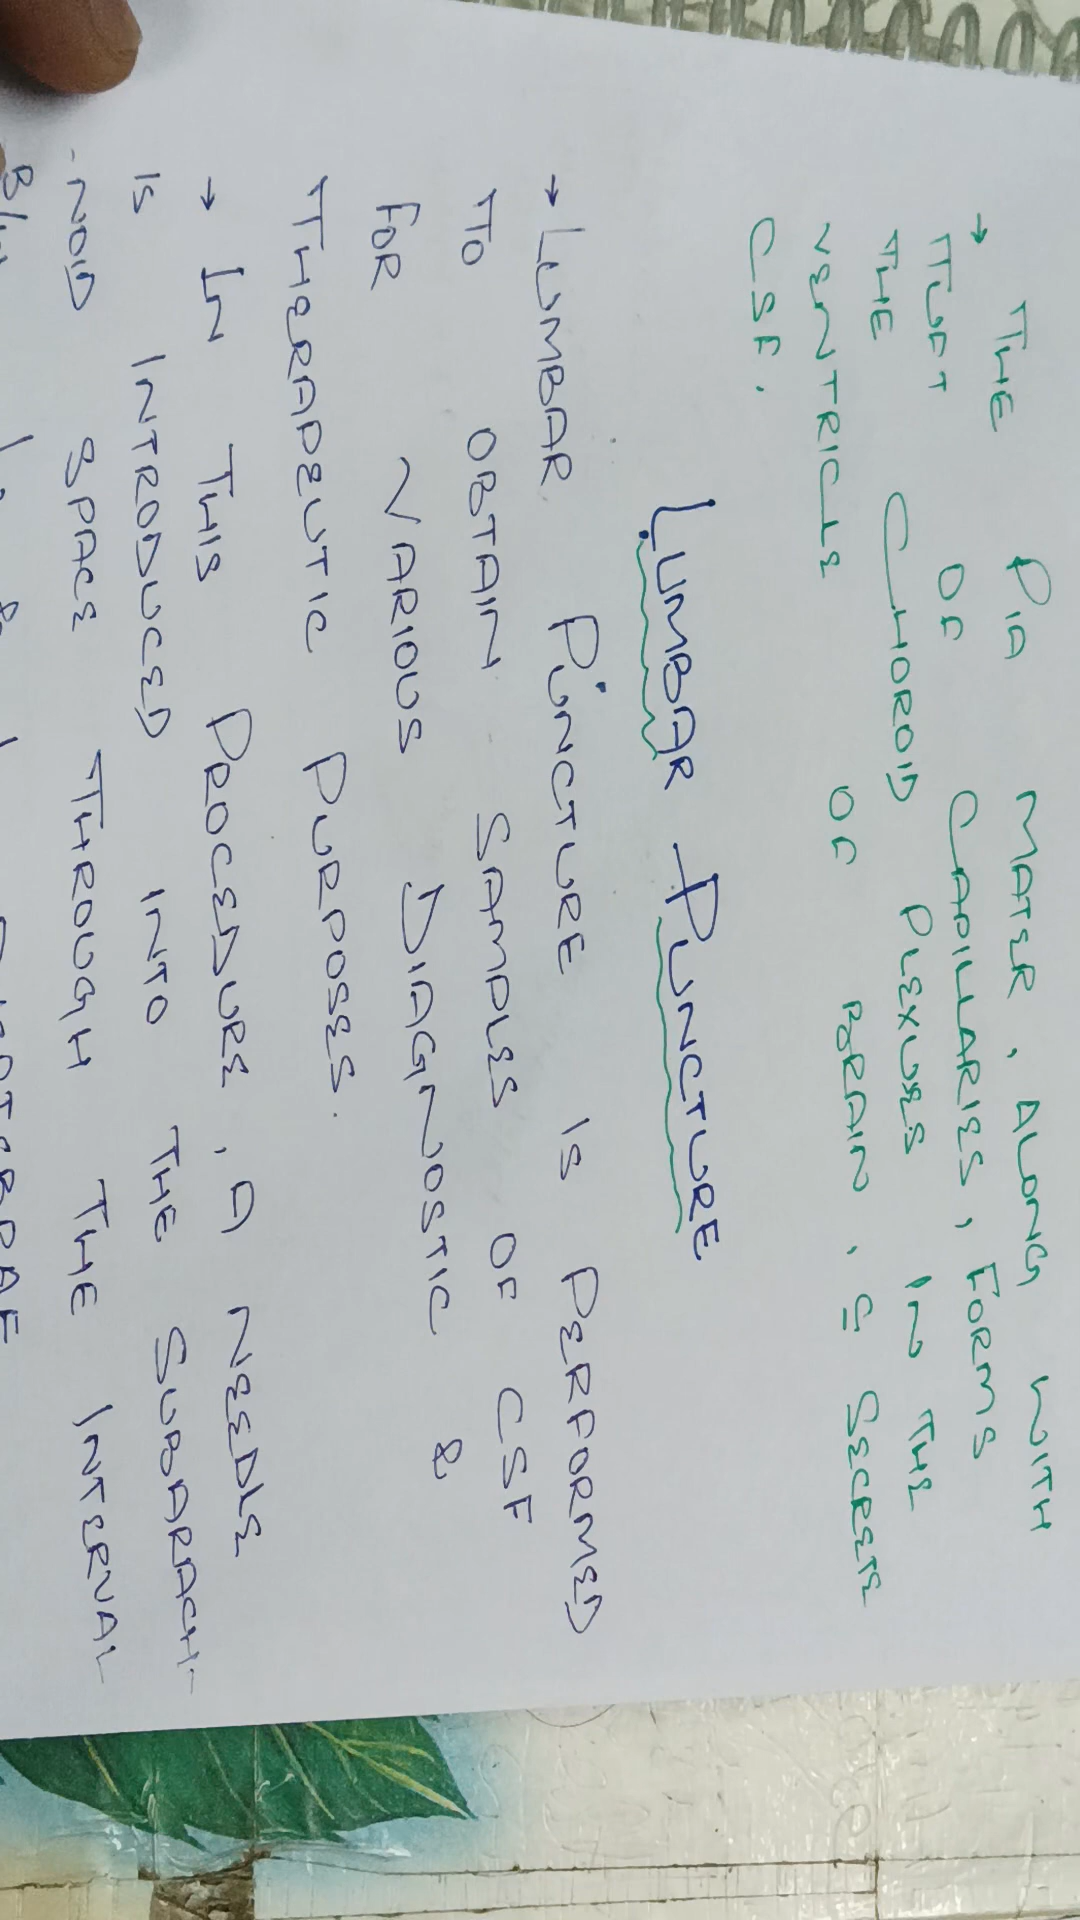 → THE PIA MATER, ALONG WITH
TUFT OF CAPILLARIES, FORMS
THE CHOROID PLEXUSES IN THE
VENTRICLE OF BRAIN, & SECRETE
CSF.
LUMBAR PUNCTURE
→ LUMBAR PUNCTURE IS PERFORMED
TO OBTAIN SAMPLES OF CSF
FOR VARIOUS DIAGNOSTIC &
THERAPEUTIC PURPOSES.
→ IN THIS PROCEDURE, A NEEDLE
IS INTRODUCED INTO THE SUBARACH-
-NOID SPACE THROUGH THE INTERVAL